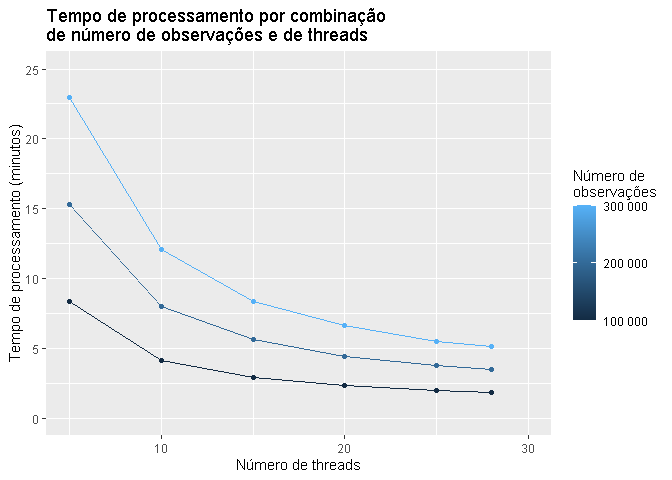 Tempo de processamento por combinação
de número de observações e de threads
Tempo de processamento (minutos)
25
20
15
10
5
0
10
20
30
Número de threads
Número de
observações
300 000
200 000
100 000